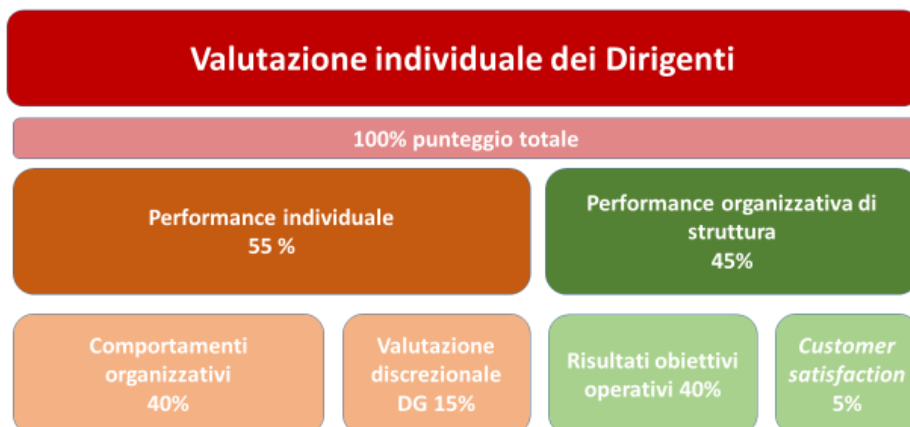 Valutazione individuale dei Dirigenti
100% punteggio totale
Performance individuale
55 %
Performance organizzativa di
struttura
45%
Comportamenti
organizzativi
40%
Valutazione
discrezionale
DG 15%
Risultati obiettivi
operativi 40%
Customer
satisfaction
5%